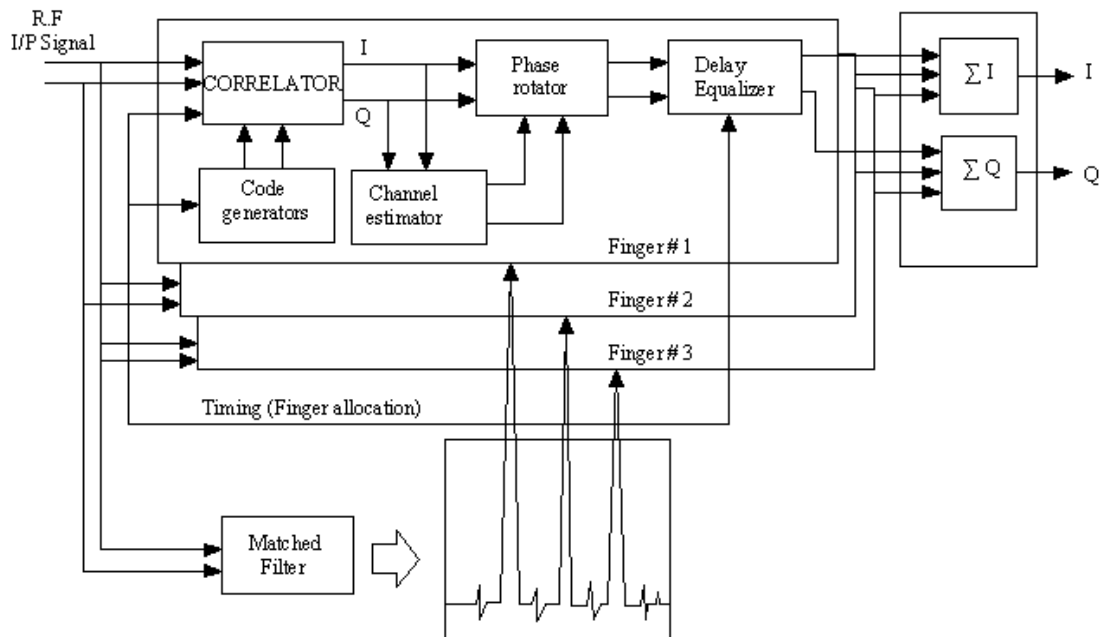 R.F
I/P Signal
CORRELATOR
I
Q
Phase
rotator
Delay
Equalizer
Code
generators
Channel
estimator
Finger # 1
Finger # 2
Finger # 3
Timing (Finger allocation)
Matched
Filter
∑ I
I
∑ Q
Q